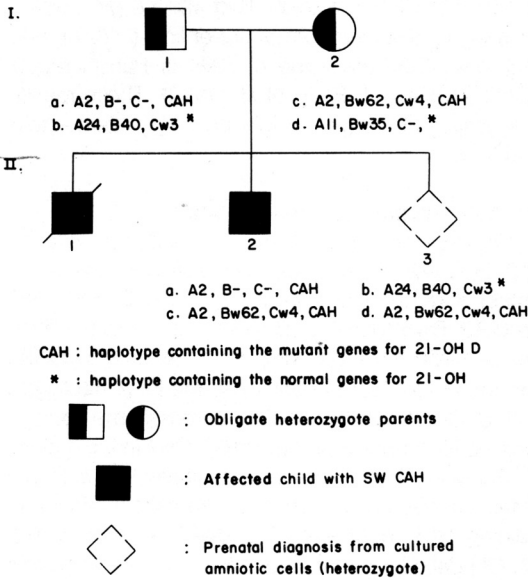 I.
1 2
a. A2, B-, C-, CAH c. A2, Bw62, Cw4, CAH
b. A24, B40, Cw3 * d. A11, Bw35, C-, *
II.
1 2 3
a. A2, B-, C-, CAH b. A24, B40, Cw3 *
c. A2, Bw62, Cw4, CAH d. A2, Bw62, Cw4, CAH
CAH : haplotype containing the mutant genes for 21-OH D
* : haplotype containing the normal genes for 21-OH
: Obligate heterozygote parents
: Affected child with SW CAH
: Prenatal diagnosis from cultured
amniotic cells (heterozygote)